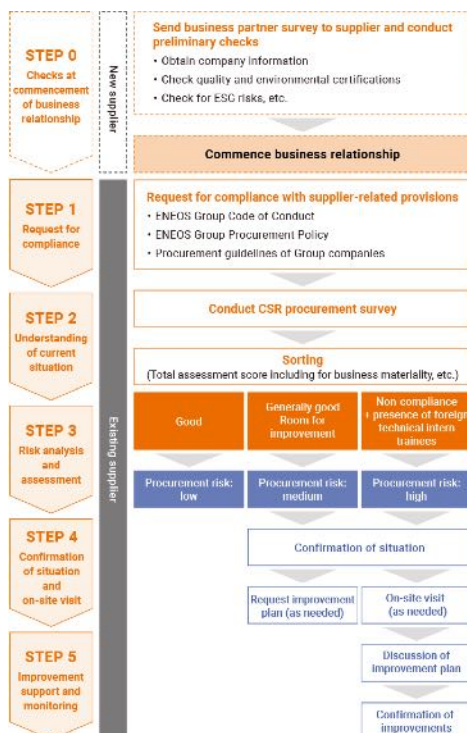 STEP 0
Checks at
commencement
of business
relationship
New supplier
Send business partner survey to supplier and conduct
preliminary checks
• Obtain company information
• Check quality and environmental certifications
• Check for ESG risks, etc.
Commence business relationship
STEP 1
Request for
compliance
Existing supplier
Request for compliance with supplier-related provisions
• ENEOS Group Code of Conduct
• ENEOS Group Procurement Policy
• Procurement guidelines of Group companies
STEP 2
Understanding
of current
situation
Conduct CSR procurement survey
Sorting
(Total assessment score including for business materiality, etc.)
STEP 3
Risk analysis
and
assessment
Good
Generally good
Room for
improvement
Non compliance
+ presence of foreign
technical intern
trainees
Procurement risk:
low
Procurement risk:
medium
Procurement risk:
high
STEP 4
Confirmation
of situation
and
on-site visit
Confirmation of situation
Request improvement
plan (as needed)
On-site visit
(as needed)
STEP 5
Improvement
support and
monitoring
Discussion of
improvement plan
Confirmation of
improvements